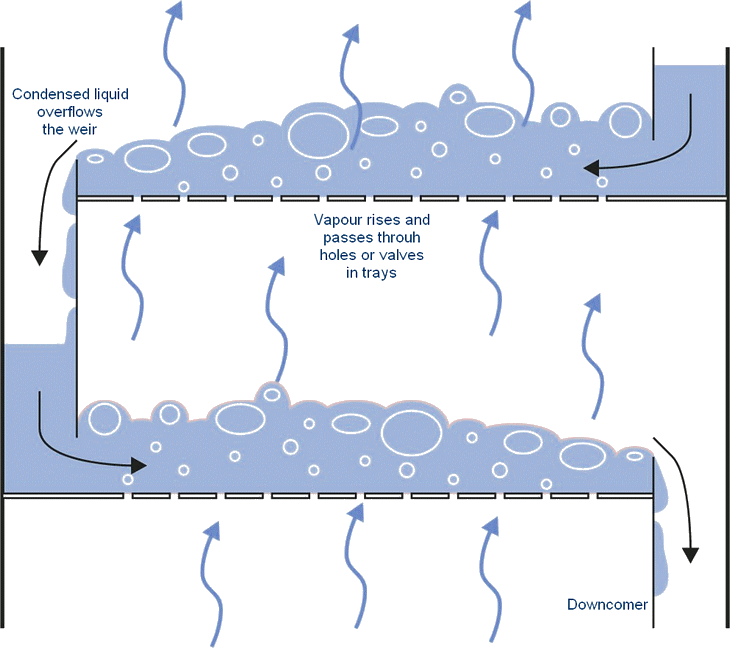 Condensed liquid
overflows
the weir
Vapour rises and
passes throuh
holes or valves
in trays
Downcomer